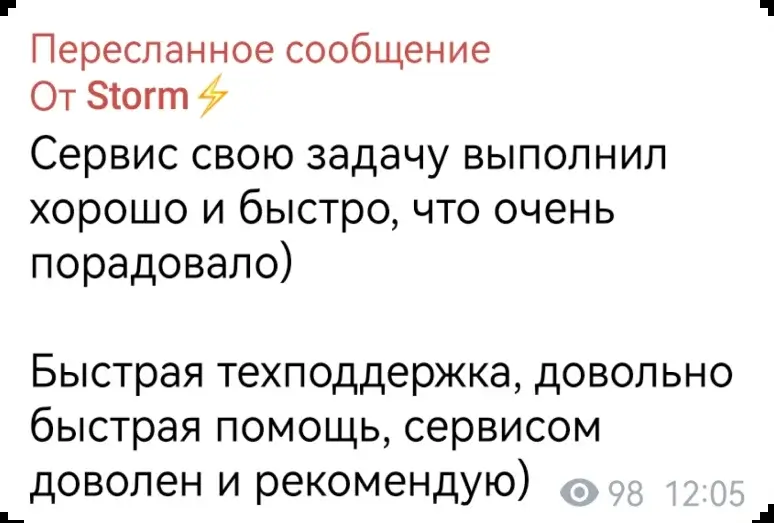 Пересланное сообщение
От Storm⚡
Сервис свою задачу выполнил
хорошо и быстро, что очень
порадовало)
Быстрая техподдержка, довольно
быстрая помощь, сервисом
доволен и рекомендую)
98 12:05